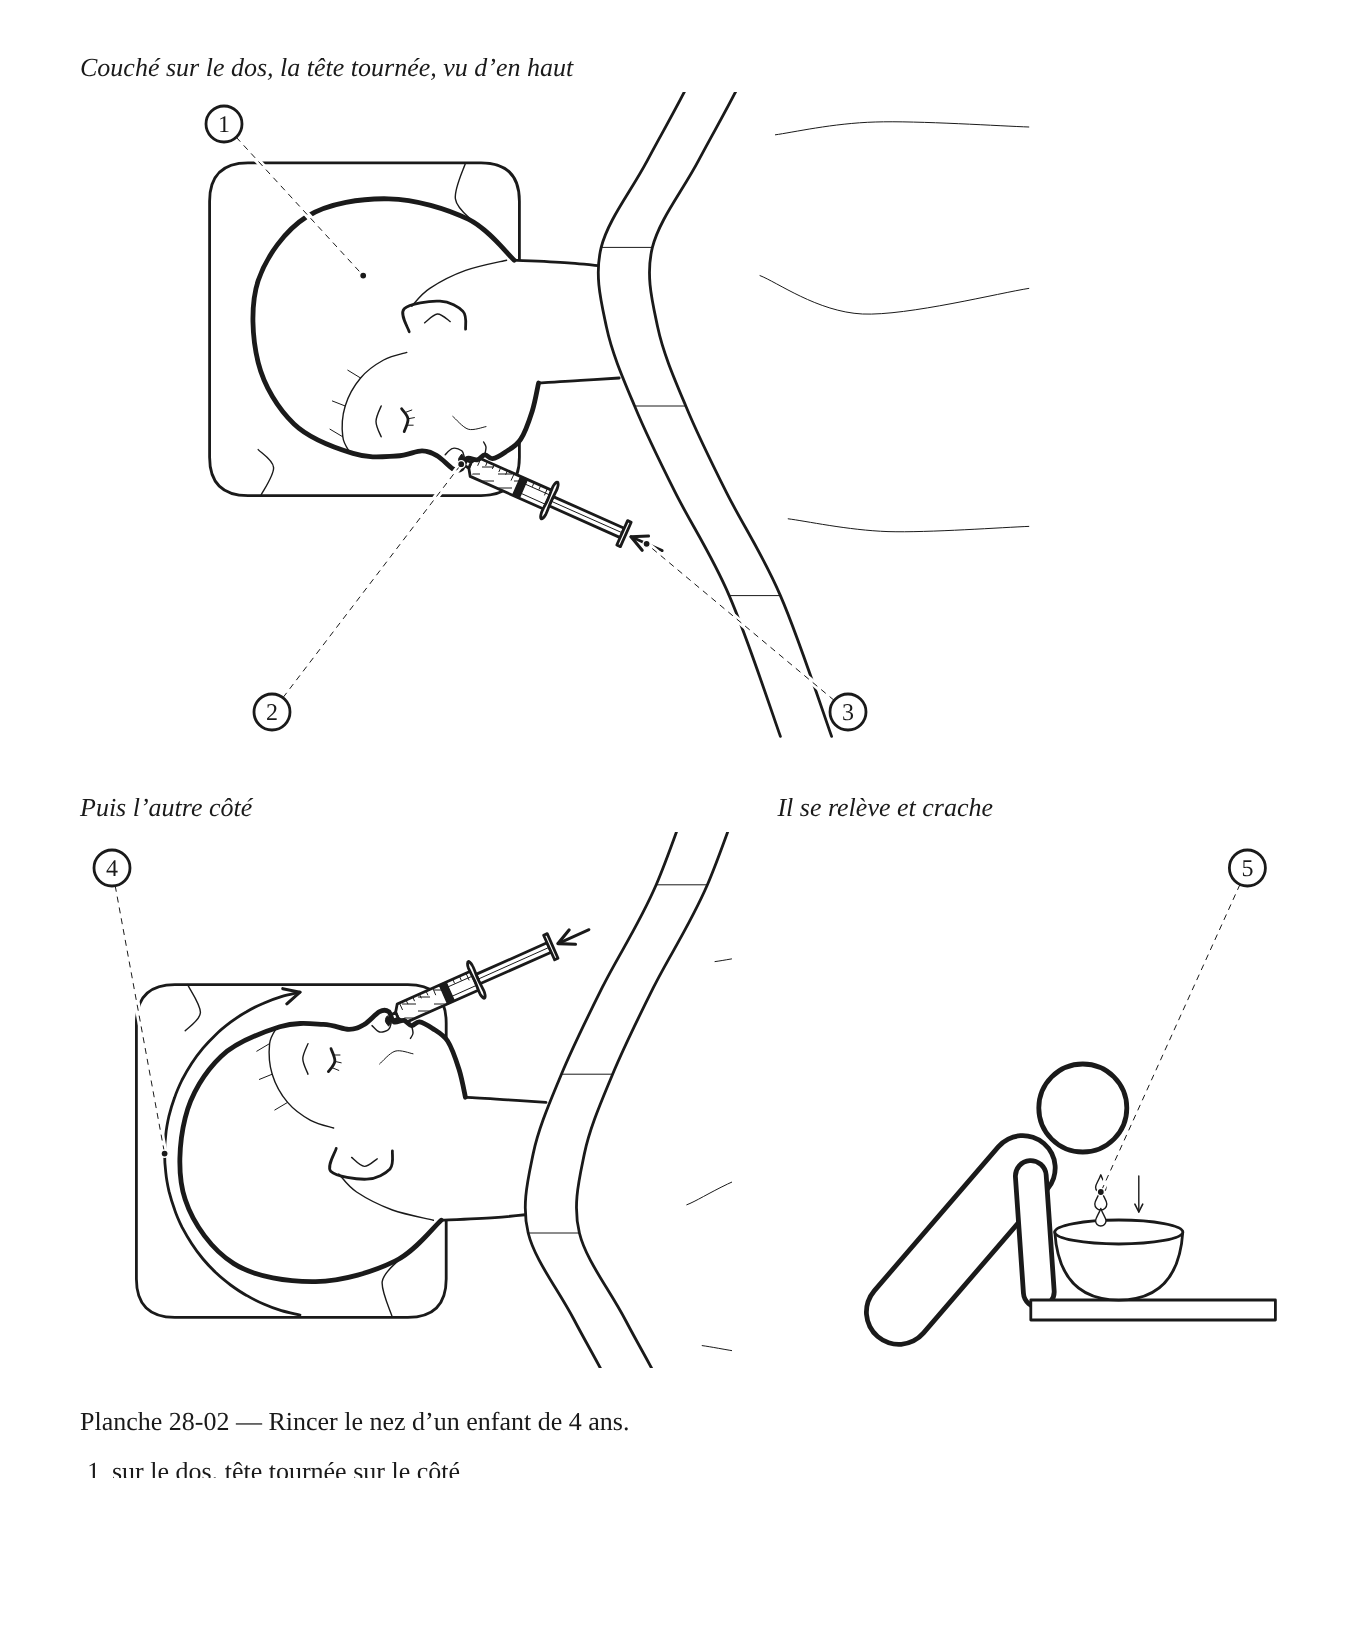 Couché sur le dos, la tête tournée, vu d’en haut
1
2
3
Puis l’autre côté
Il se relève et crache
4
5
Planche 28-02 — Rincer le nez d’un enfant de 4 ans.
1 sur le dos, tête tournée sur le côté